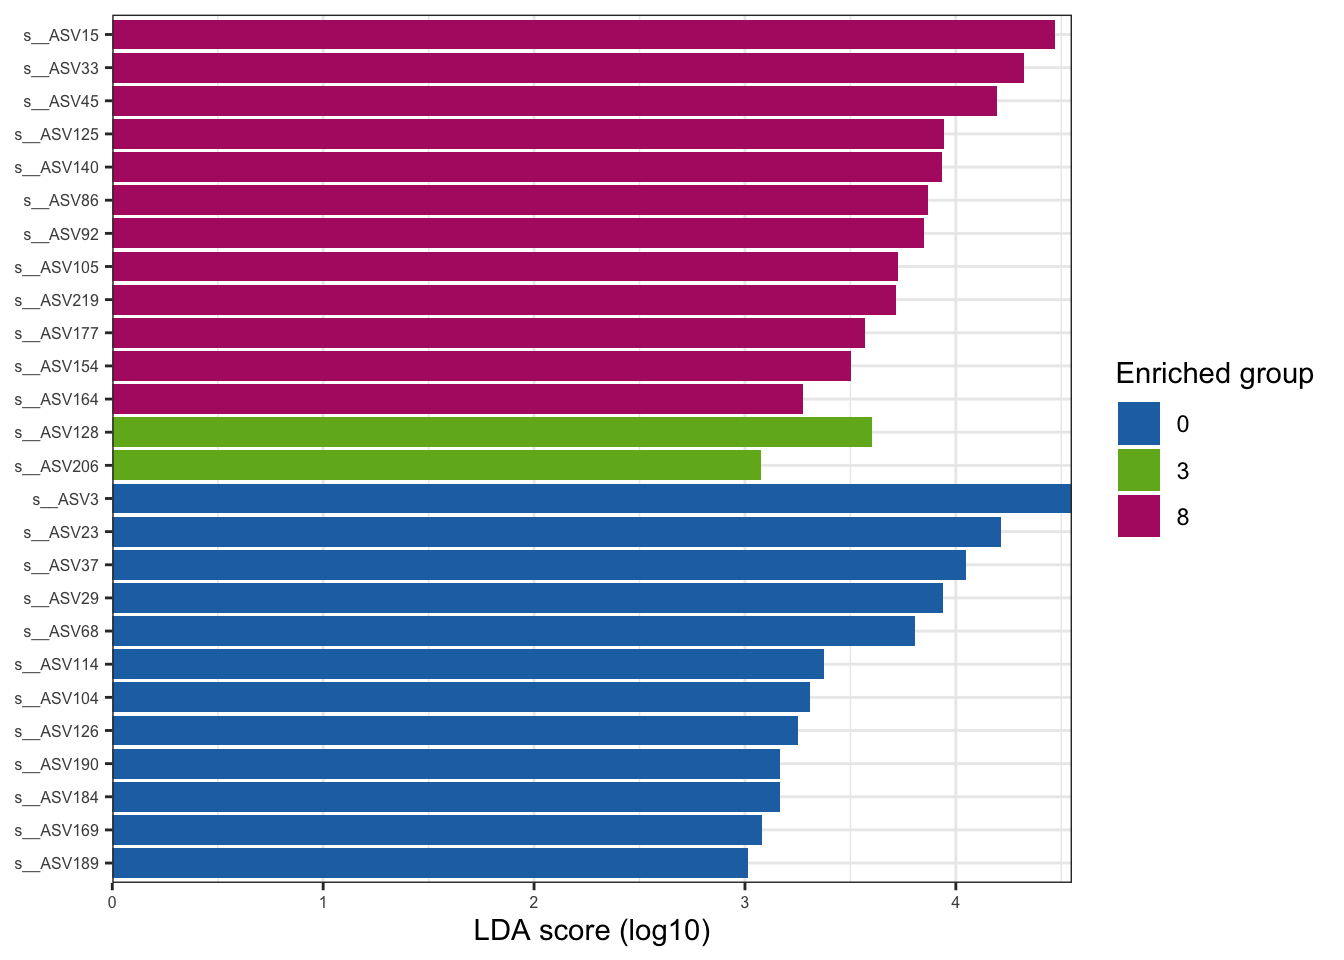 s__ASV15
s__ASV33
s__ASV45
s__ASV125
s__ASV140
s__ASV86
s__ASV92
s__ASV105
s__ASV219
s__ASV177
s__ASV154
s__ASV164
s__ASV128
s__ASV206
s__ASV3
s__ASV23
s__ASV37
s__ASV29
s__ASV68
s__ASV114
s__ASV104
s__ASV126
s__ASV190
s__ASV184
s__ASV169
s__ASV189
0 1 2 3 4
LDA score (log10)
Enriched group
0
3
8